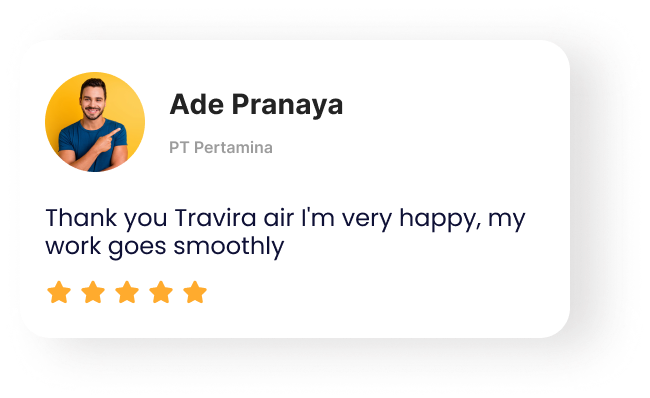 Ade Pranaya
PT Pertamina
Thank you Travira air I'm very happy, my
work goes smoothly